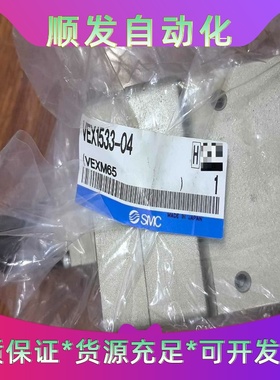 顺发自动化
VEX1533-04
(VEXM65 )
H
1
SMC
MADE IN JAPAN
质保证*货源充足*可开发